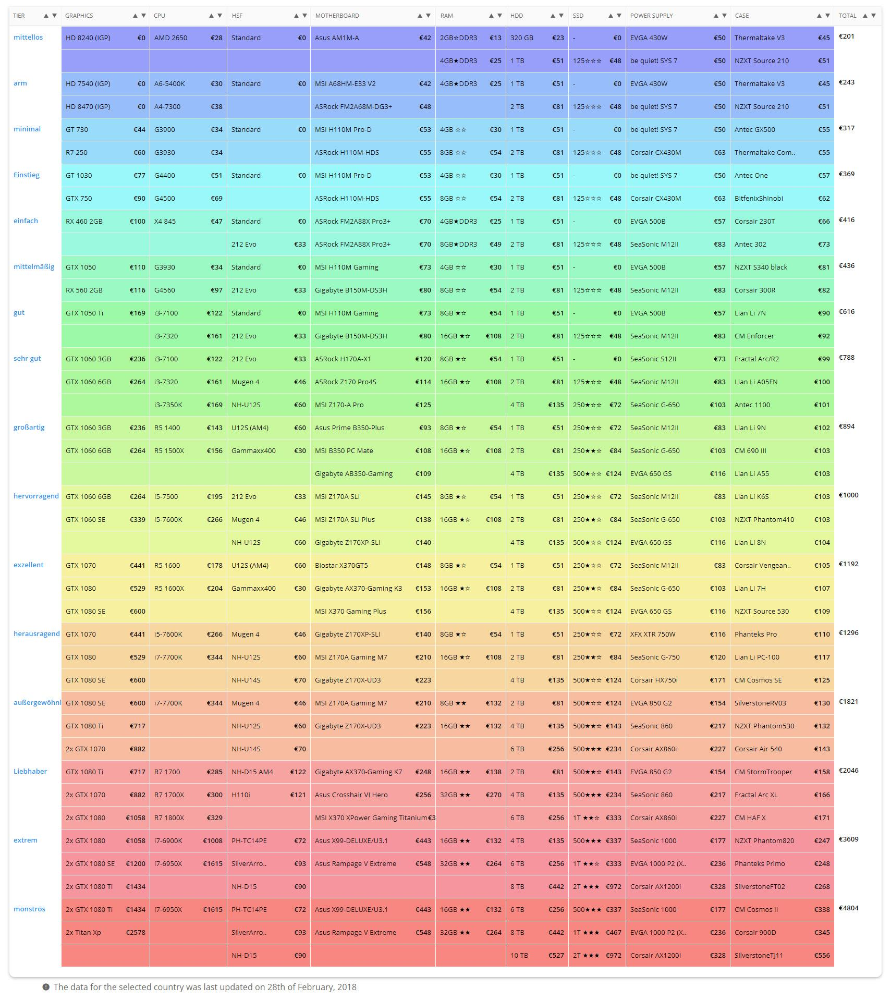 TIER ▲ ▼ GRAPHICS ▲ ▼ CPU ▲ ▼ HSF ▲ ▼ MOTHERBOARD ▲ ▼ RAM ▲ ▼ HDD ▲ ▼ SSD ▲ ▼ POWER SUPPLY ▲ ▼ CASE ▲ ▼ TOTAL ▲ ▼
mittellos HD 8240 (IGP) €0 AMD 2650 €28 Standard €0 Asus AM1M-A €42 2GB☆DDR3 €13 320 GB €23 - €0 EVGA 430W €50 Thermaltake V3 €45 €201
4GB★DDR3 €25 1 TB €51 125☆☆☆ €48 be quiet! SYS 7 €50 NZXT Source 210 €51
arm HD 7540 (IGP) €0 A6-5400K €30 Standard €0 MSI A68HM-E33 V2 €42 4GB★DDR3 €25 1 TB €51 - €0 EVGA 430W €50 Thermaltake V3 €45 €243
HD 8470 (IGP) €0 A4-7300 €38 ASRock FM2A68M-DG3+ €48 2 TB €81 125☆☆☆ €48 be quiet! SYS 7 €50 NZXT Source 210 €51
minimal GT 730 €44 G3900 €34 Standard €0 MSI H110M Pro-D €53 4GB ☆☆ €30 1 TB €51 - €0 be quiet! SYS 7 €50 Antec GX500 €55 €317
R7 250 €60 G3930 €34 ASRock H110M-HDS €55 8GB ☆☆ €54 2 TB €81 125☆☆☆ €48 Corsair CX430M €63 Thermaltake Com.. €55
Einstieg GT 1030 €77 G4400 €51 Standard €0 MSI H110M Pro-D €53 4GB ☆☆ €30 1 TB €51 - €0 be quiet! SYS 7 €50 Antec One €57 €369
GTX 750 €90 G4500 €69 ASRock H110M-HDS €55 8GB ☆☆ €54 2 TB €81 125☆☆☆ €48 Corsair CX430M €63 BitfenixShinobi €62
einfach RX 460 2GB €100 X4 845 €47 Standard €0 ASRock FM2A88X Pro3+ €70 4GB★DDR3 €25 1 TB €51 - €0 EVGA 500B €57 Corsair 230T €66 €416
212 Evo €33 ASRock FM2A88X Pro3+ €70 8GB★DDR3 €49 2 TB €81 125☆☆☆ €48 SeaSonic M12II €83 Antec 302 €73
mittelmäßig GTX 1050 €110 G3930 €34 Standard €0 MSI H110M Gaming €73 4GB ☆☆ €30 1 TB €51 - €0 EVGA 500B €57 NZXT S340 black €81 €436
RX 560 2GB €116 G4560 €97 212 Evo €33 Gigabyte B150M-DS3H €80 8GB ☆☆ €54 2 TB €81 125☆☆☆ €48 SeaSonic M12II €83 Corsair 300R €82
gut GTX 1050 Ti €169 i3-7100 €122 Standard €0 MSI H110M Gaming €73 8GB ★☆ €54 1 TB €51 - €0 EVGA 500B €57 Lian Li 7N €90 €616
i3-7320 €161 212 Evo €33 Gigabyte B150M-DS3H €80 16GB ★☆ €108 2 TB €81 125☆☆☆ €48 SeaSonic M12II €83 CM Enforcer €92
sehr gut GTX 1060 3GB €236 i3-7100 €122 212 Evo €33 ASRock H170A-X1 €120 8GB ★☆ €54 1 TB €51 - €0 SeaSonic S12II €73 Fractal Arc/R2 €99 €788
GTX 1060 6GB €264 i3-7320 €161 Mugen 4 €46 ASRock Z170 Pro4S €114 16GB ★☆ €108 2 TB €81 125★☆☆ €48 SeaSonic M12II €83 Lian Li A05FN €100
i3-7350K €169 NH-U12S €60 MSI Z170-A Pro €125 4 TB €135 250★☆☆ €72 SeaSonic G-650 €103 Antec 1100 €101
großartig GTX 1060 3GB €236 R5 1400 €143 U12S (AM4) €60 Asus Prime B350-Plus €93 8GB ★☆ €54 1 TB €51 250★☆☆ €72 SeaSonic M12II €83 Lian Li 9N €102 €894
GTX 1060 6GB €264 R5 1500X €156 Gammaxx400 €30 MSI B350 PC Mate €108 16GB ★☆ €108 2 TB €81 250★★☆ €84 SeaSonic G-650 €103 CM 690 III €103
Gigabyte AB350-Gaming €109 4 TB €135 500★☆☆ €124 EVGA 650 GS €116 Lian Li A55 €103
hervorragend GTX 1060 6GB €264 i5-7500 €195 212 Evo €33 MSI Z170A SLI €145 8GB ★☆ €54 1 TB €51 250★☆☆ €72 SeaSonic M12II €83 Lian Li K6S €103 €1000
GTX 1060 SE €339 i5-7600K €266 Mugen 4 €46 MSI Z170A SLI Plus €138 16GB ★☆ €108 2 TB €81 250★★☆ €84 SeaSonic G-650 €103 NZXT Phantom410 €103
NH-U12S €60 Gigabyte Z170XP-SLI €140 4 TB €135 500★☆☆ €124 EVGA 650 GS €116 Lian Li 8N €104
exzellent GTX 1070 €441 R5 1600 €178 U12S (AM4) €60 Biostar X370GT5 €148 8GB ★☆ €54 1 TB €51 250★☆☆ €72 SeaSonic M12II €83 Corsair Vengean.. €105 €1192
GTX 1080 €529 R5 1600X €204 Gammaxx400 €30 Gigabyte AX370-Gaming K3 €153 16GB ★☆ €108 2 TB €81 250★★☆ €84 SeaSonic G-650 €103 Lian Li 7H €107
GTX 1080 SE €600 MSI X370 Gaming Plus €156 4 TB €135 500★☆☆ €124 EVGA 650 GS €116 NZXT Source 530 €109
herausragend GTX 1070 €441 i5-7600K €266 Mugen 4 €46 Gigabyte Z170XP-SLI €140 8GB ★☆ €54 1 TB €51 250★☆☆ €72 XFX XTR 750W €116 Phanteks Pro €110 €1296
GTX 1080 €529 i7-7700K €344 NH-U12S €60 MSI Z170A Gaming M7 €210 16GB ★☆ €108 2 TB €81 250★★☆ €84 SeaSonic G-750 €120 Lian Li PC-100 €117
GTX 1080 SE €600 NH-U14S €70 Gigabyte Z170X-UD3 €223 4 TB €135 500★☆☆ €124 Corsair HX750i €171 CM Cosmos SE €125
außergewöhnl GTX 1080 SE €600 i7-7700K €344 Mugen 4 €46 MSI Z170A Gaming M7 €210 8GB ★★ €132 2 TB €81 500★☆☆ €124 EVGA 850 G2 €154 SilverstoneRV03 €130 €1821
GTX 1080 Ti €717 NH-U12S €60 Gigabyte Z170X-UD3 €223 16GB ★★ €132 4 TB €135 500★★☆ €143 SeaSonic 860 €217 NZXT Phantom530 €132
2x GTX 1070 €882 NH-U14S €70 6 TB €256 500★★★ €234 Corsair AX860i €227 Corsair Air 540 €143
Liebhaber GTX 1080 Ti €717 R7 1700 €285 NH-D15 AM4 €122 Gigabyte AX370-Gaming K7 €248 16GB ★★ €138 2 TB €81 500★★☆ €143 EVGA 850 G2 €154 CM StormTrooper €158 €2046
2x GTX 1070 €882 R7 1700X €300 H110i €121 Asus Crosshair VI Hero €256 32GB ★★ €270 4 TB €135 500★★★ €234 SeaSonic 860 €217 Fractal Arc XL €166
2x GTX 1080 €1058 R7 1800X €329 MSI X370 XPower Gaming Titanium €3 6 TB €256 1T ★★☆ €333 Corsair AX860i €227 CM HAF X €171
extrem 2x GTX 1080 €1058 i7-6900K €1008 PH-TC14PE €72 Asus X99-DELUXE/U3.1 €443 16GB ★★ €132 4 TB €135 500★★★ €337 SeaSonic 1000 €177 NZXT Phantom820 €247 €3609
2x GTX 1080 SE €1200 i7-6950X €1615 SilverArro.. €93 Asus Rampage V Extreme €548 32GB ★★ €264 6 TB €256 1T ★★☆ €333 EVGA 1000 P2 (X.. €236 Phanteks Primo €248
2x GTX 1080 Ti €1434 NH-D15 €90 8 TB €442 2T ★★★ €972 Corsair AX1200i €328 SilverstoneFT02 €268
monströs 2x GTX 1080 Ti €1434 i7-6950X €1615 PH-TC14PE €72 Asus X99-DELUXE/U3.1 €443 16GB ★★ €132 6 TB €256 500★★★ €337 SeaSonic 1000 €177 CM Cosmos II €338 €4804
2x Titan Xp €2578 SilverArro.. €93 Asus Rampage V Extreme €548 32GB ★★ €264 8 TB €442 1T ★★★ €467 EVGA 1000 P2 (X.. €236 Corsair 900D €345
NH-D15 €90 10 TB €527 2T ★★★ €972 Corsair AX1200i €328 SilverstoneTJ11 €556
The data for the selected country was last updated on 28th of February, 2018